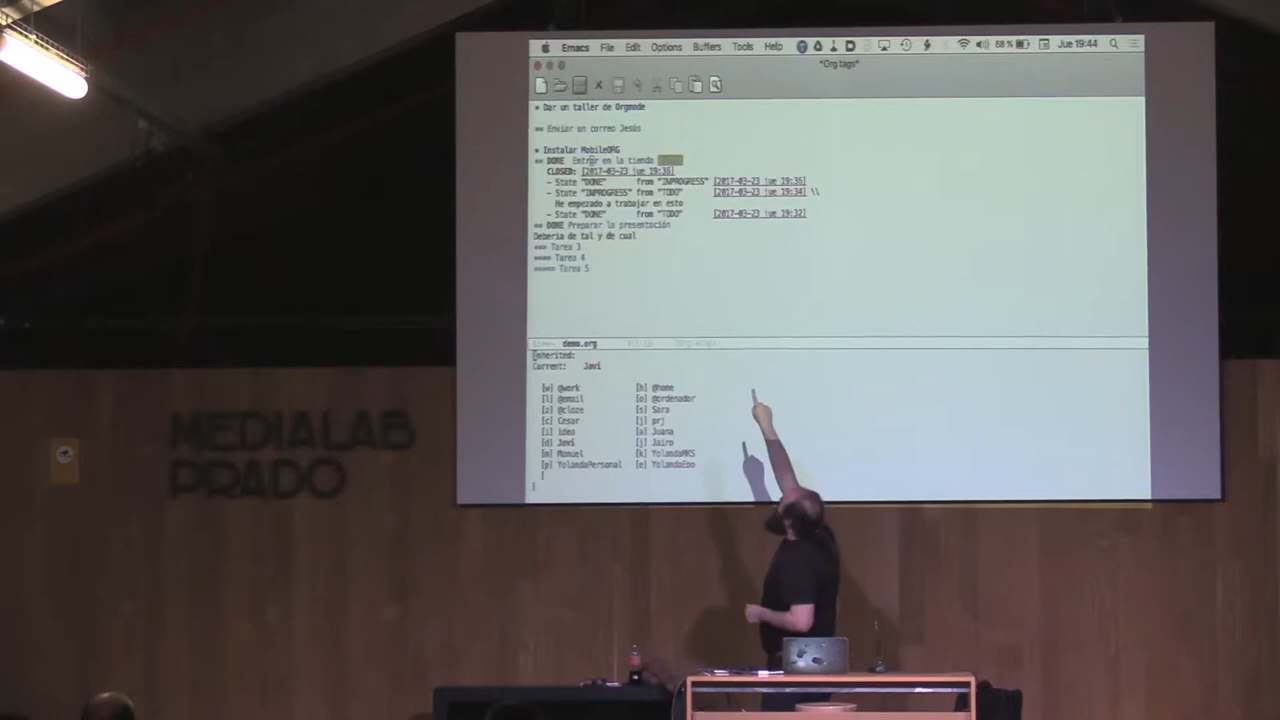 Emacs File Edit Options Buffers Tools Help 68% Jue 19:44
*Org tags*
* Dar un taller de Orgmode
** Enviar un correo Jesús
* Instalar MobileORG
** DONE Entrar en la tienda
CLOSED: [2017-03-23 jue 19:36]
- State "DONE" from "INPROGRESS" [2017-03-23 jue 19:36]
- State "INPROGRESS" from "TODO" [2017-03-23 jue 19:34] \\
He empezado a trabajar en esto
- State "DONE" from "TODO" [2017-03-23 jue 19:32]
** DONE Preparar la presentación
Debería de tal y de cual
*** Tarea 3
**** Tarea 4
***** Tarea 5
demo.org
Inherited:
Current: Javi
[w] @work [h] @home
[l] @email [o] @ordenador
[z] @cloze [s] Sara
[c] Cesar [j] prj
[i] idea [a] Juana
[d] Javi [j] Jairo
[m] Manuel [k] YolandaMKS
[p] YolandaPersonal [e] YolandaEoo
[
MEDIALAB
PRADO